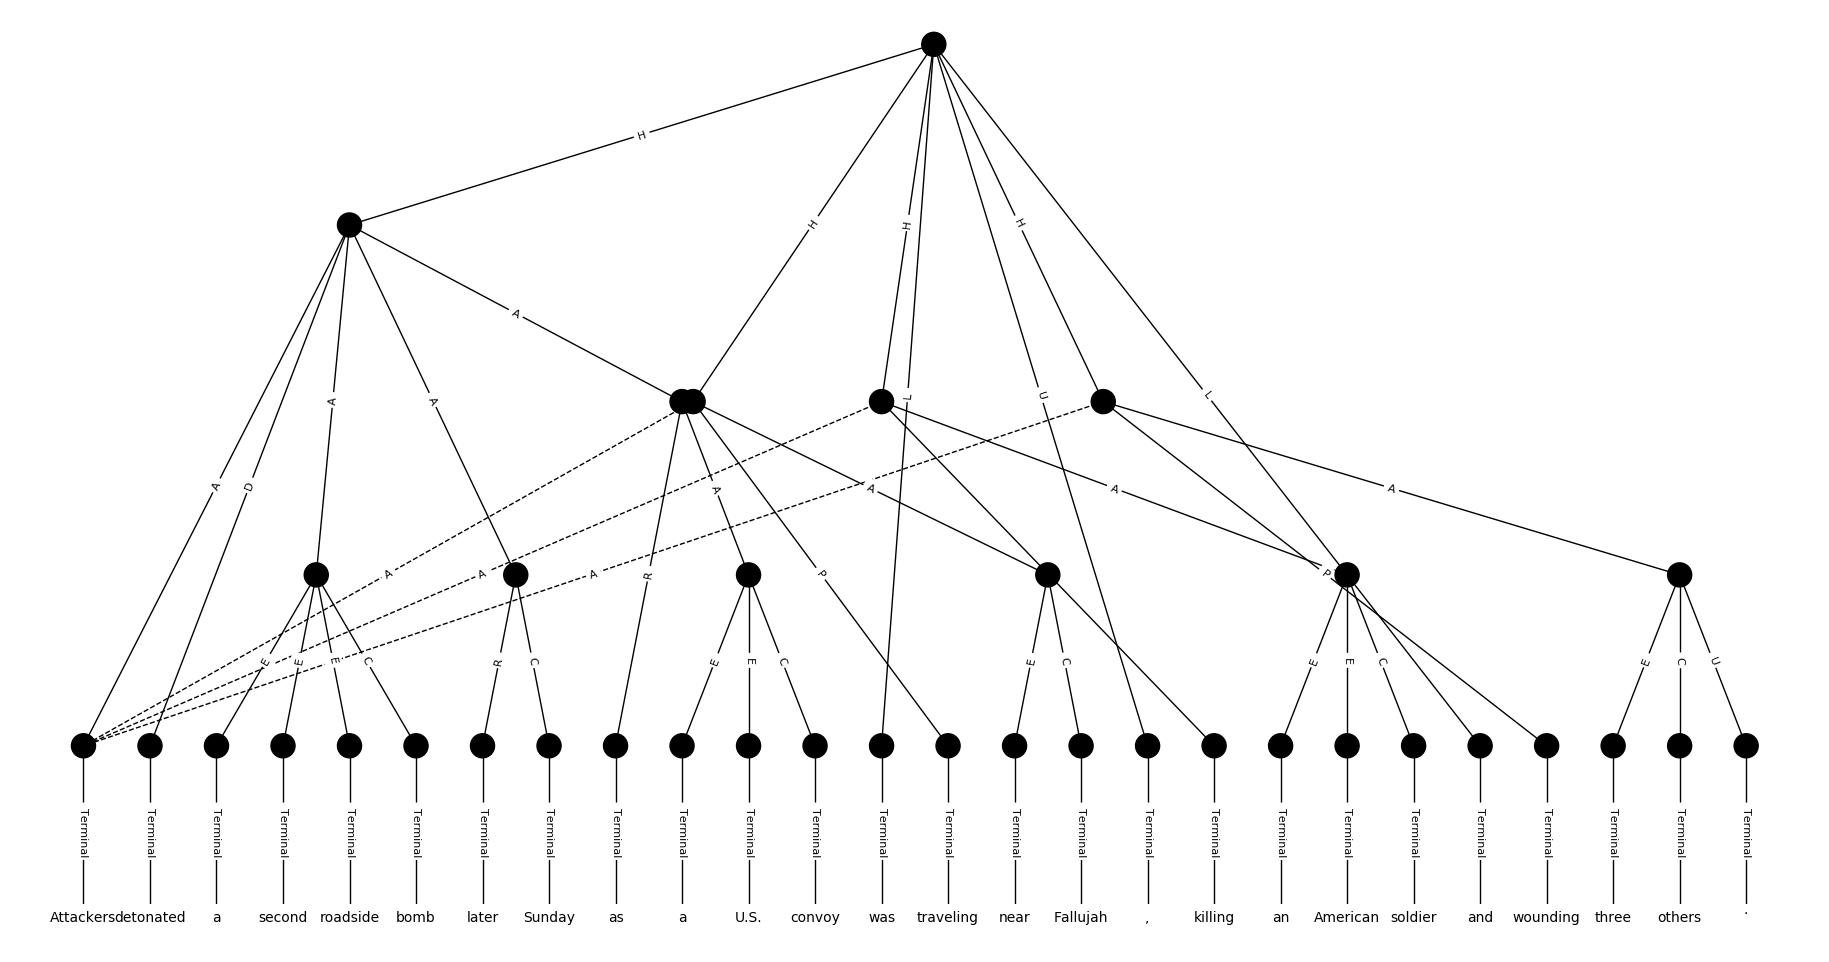 H
H
H
H
A
A
A
L
U
L
A
D
A
A
A
A
A
A
A
R
P
P
E
E
E
C
R
C
E
E
C
E
C
E
E
C
E
C
U
Terminal Terminal Terminal Terminal Terminal Terminal Terminal Terminal Terminal Terminal Terminal Terminal Terminal Terminal Terminal Terminal Terminal Terminal Terminal Terminal Terminal Terminal Terminal Terminal Terminal Terminal
Attackers detonated a second roadside bomb later Sunday as a U.S. convoy was traveling near Fallujah , killing an American soldier and wounding three others .